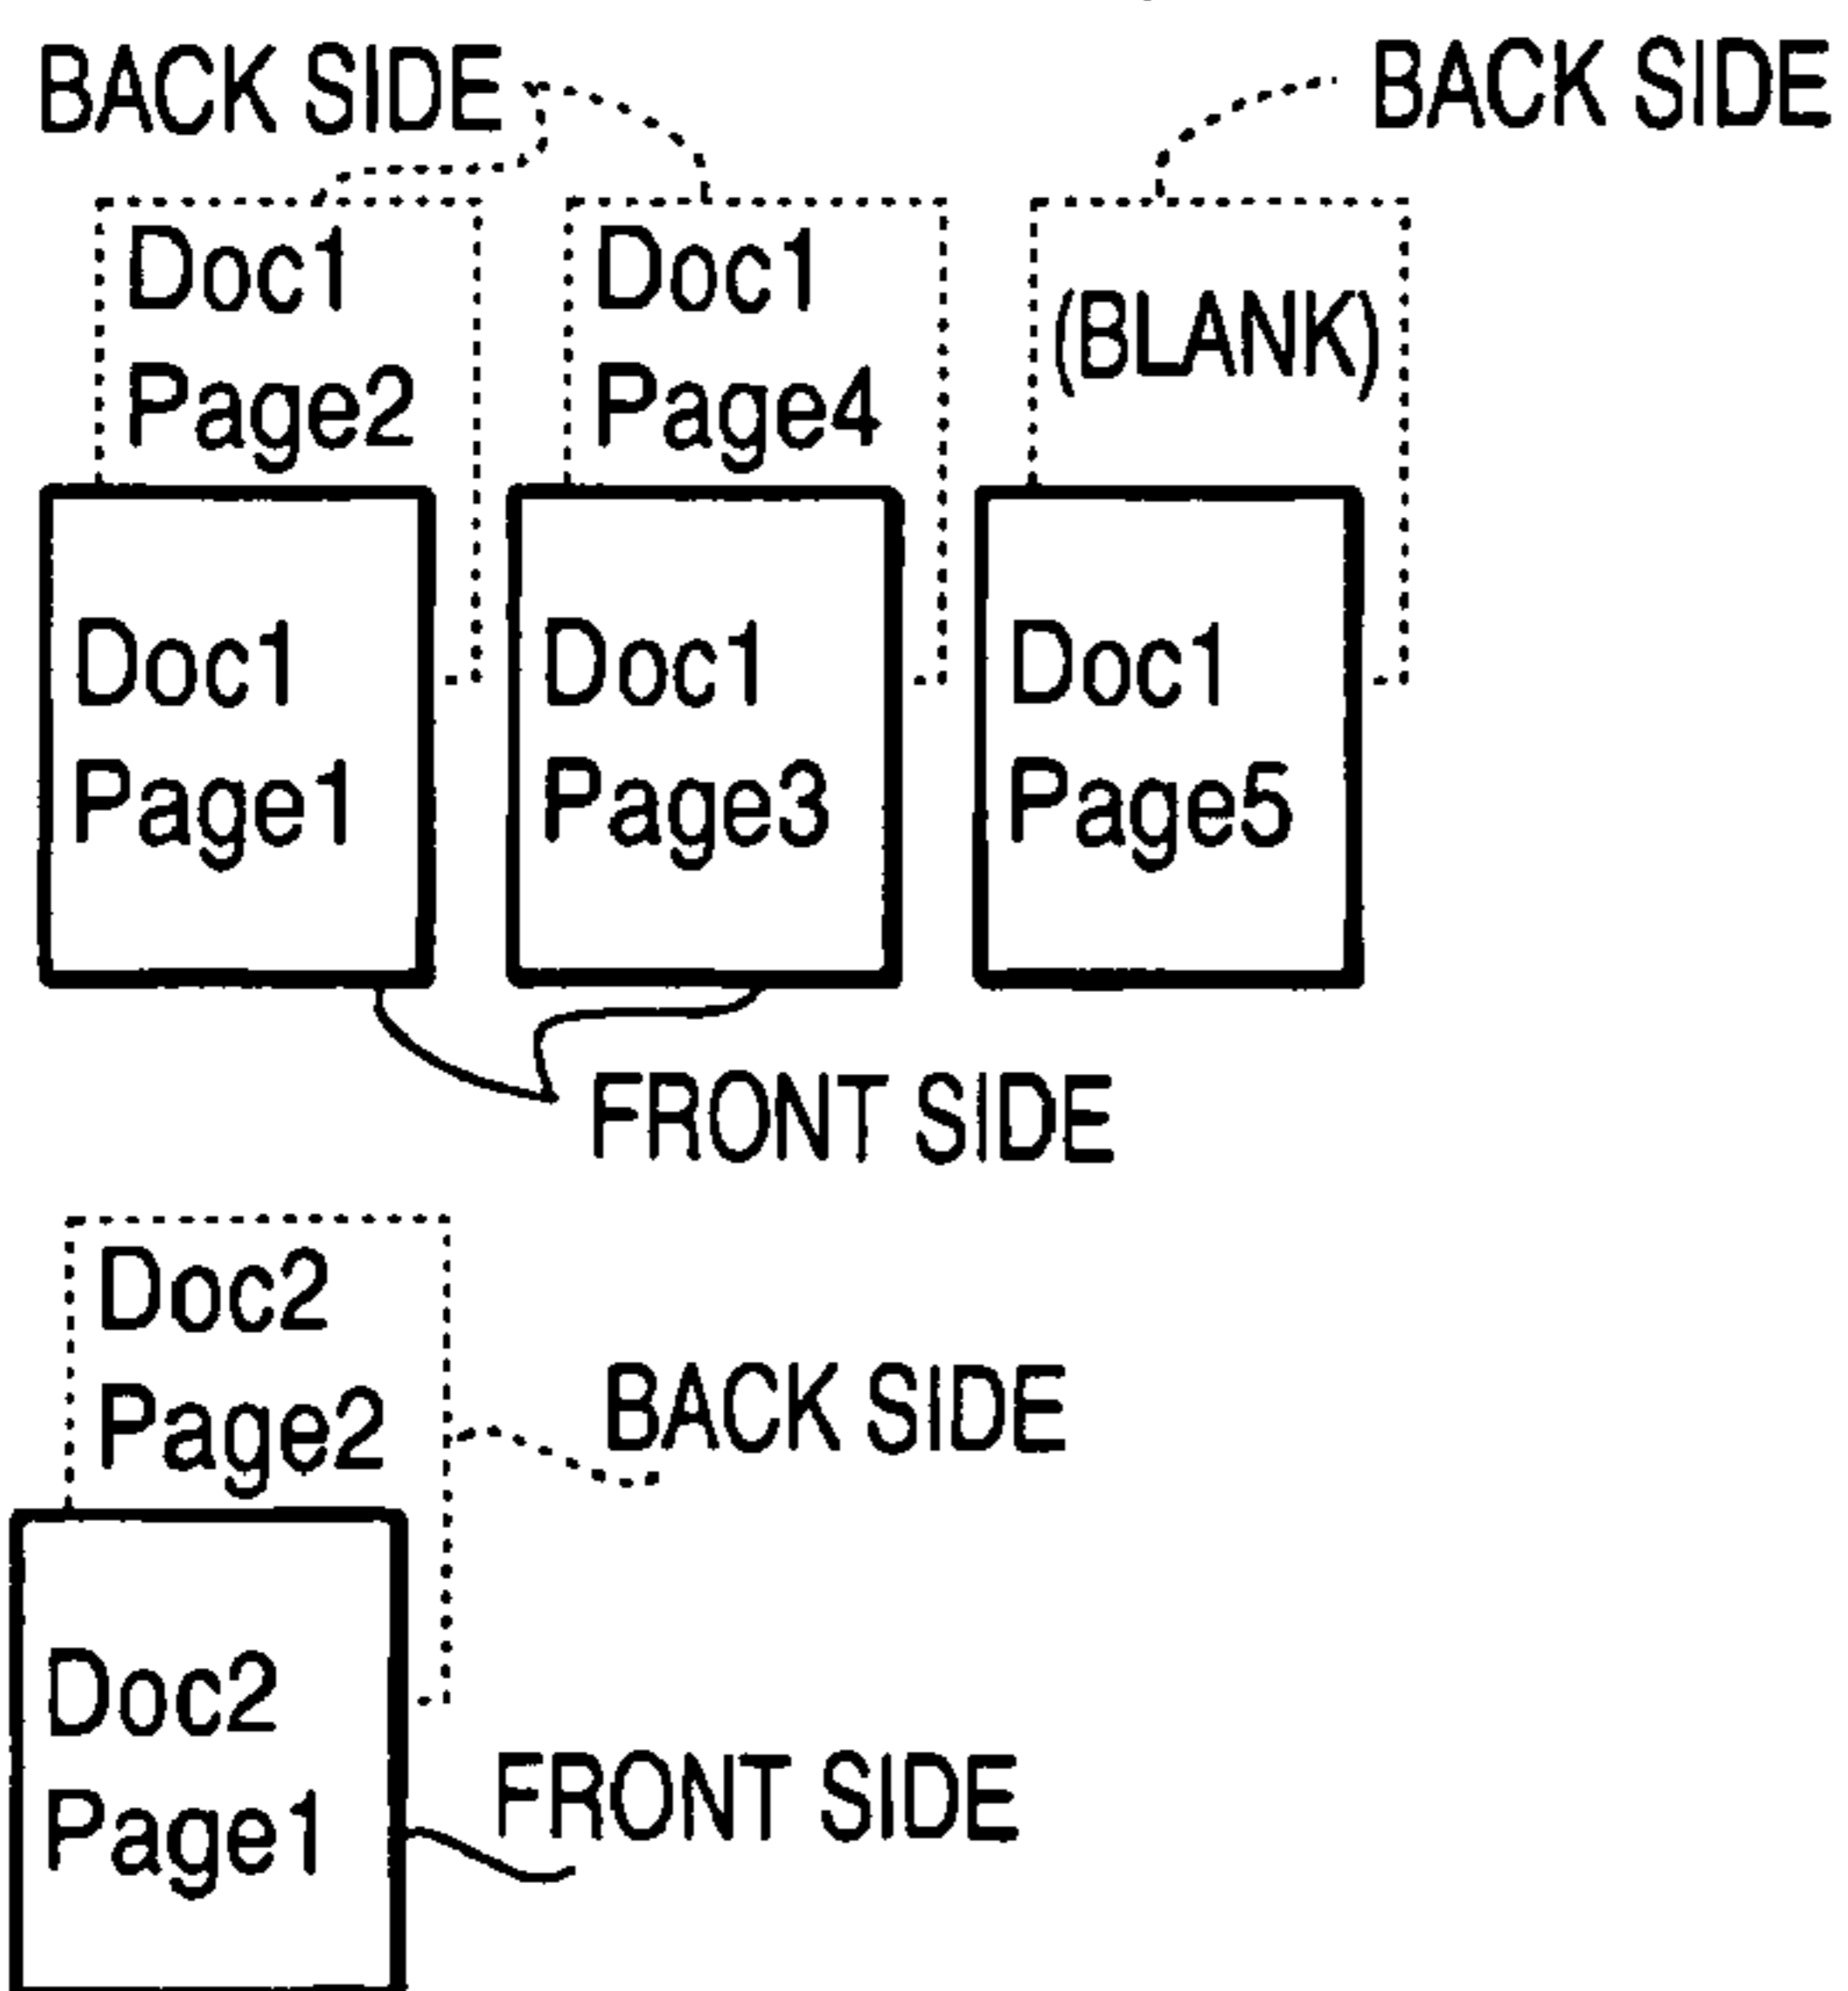 BACK SIDE
BACK SIDE
Doc1
Page2
Doc1
Page4
(BLANK)
Doc1
Page1
Doc1
Page3
Doc1
Page5
FRONT SIDE
Doc2
Page2
BACK SIDE
Doc2
Page1
FRONT SIDE